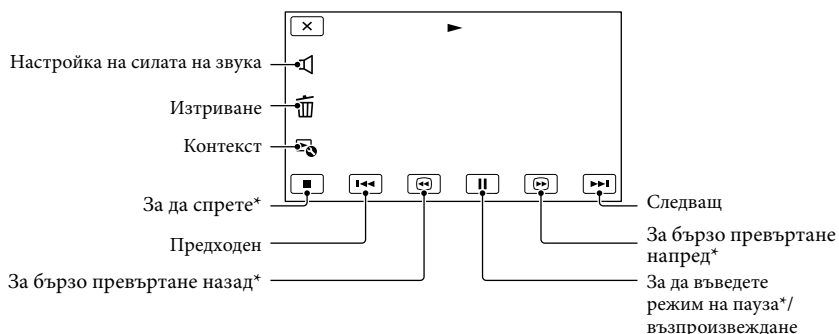 Настройка на силата на звука
Изтриване
Контекст
За да спрете*
Предходен
За бързо превъртане назад*
Следващ
За бързо превъртане
напред*
За да въведете
режим на пауза*/
възпроизвеждане